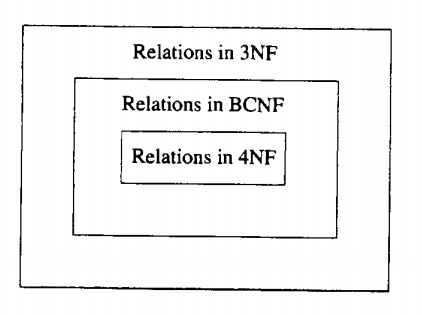 Relations in 3NF
Relations in BCNF
Relations in 4NF